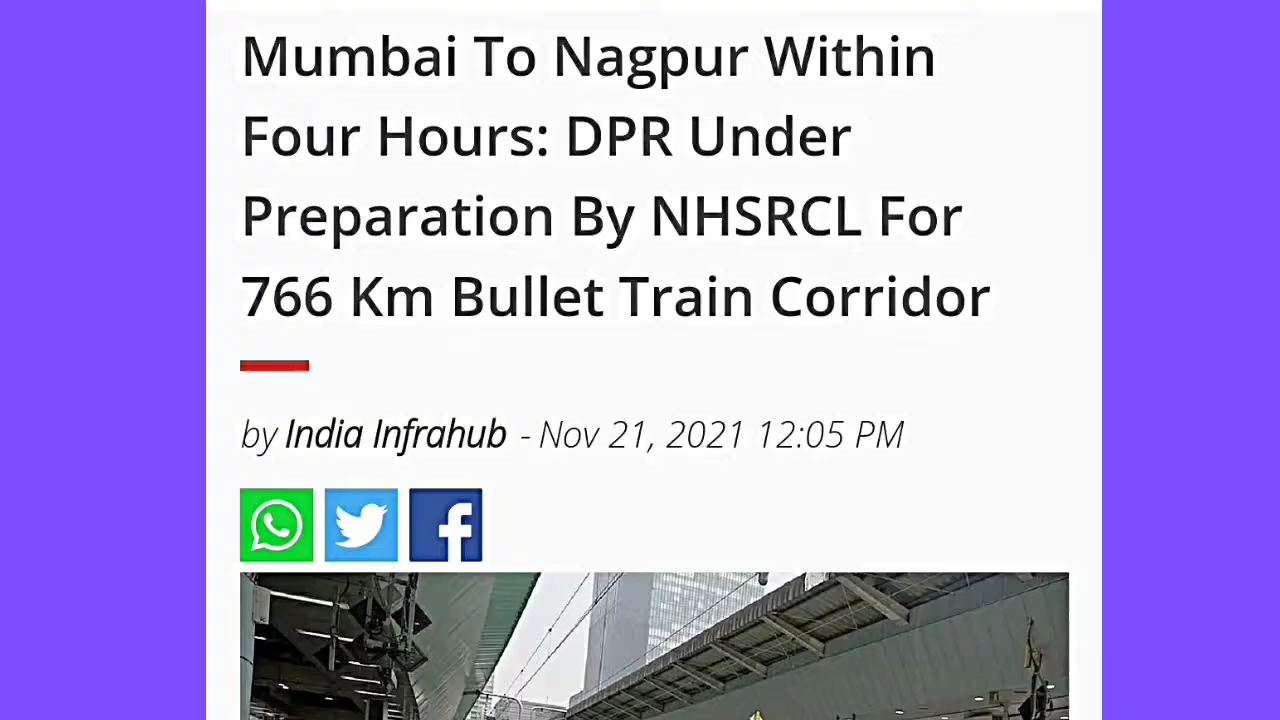 Mumbai To Nagpur Within
Four Hours: DPR Under
Preparation By NHSRCL For
766 Km Bullet Train Corridor
by India Infrahub - Nov 21, 2021 12:05 PM